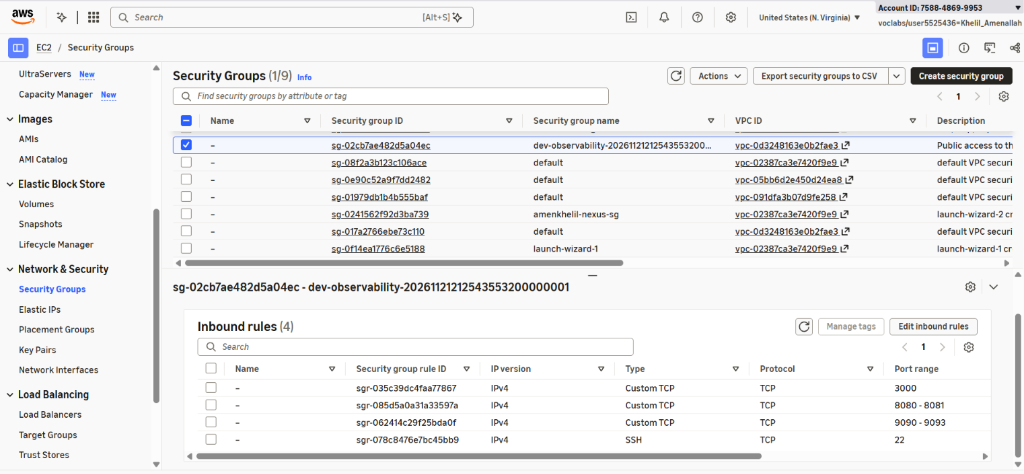 aws
Search [Alt+S]
United States (N. Virginia) ▼
Account ID: 7588-4869-9953
voclabs/user5525436=Khelil_Amenallah
EC2 / Security Groups
UltraServers New
Capacity Manager New
Images
AMIs
AMI Catalog
Elastic Block Store
Volumes
Snapshots
Lifecycle Manager
Network & Security
Security Groups
Elastic IPs
Placement Groups
Key Pairs
Network Interfaces
Load Balancing
Load Balancers
Target Groups
Trust Stores
Security Groups (1/9) Info
Actions
Export security groups to CSV
Create security group
Find security groups by attribute or tag
1
Name Security group ID Security group name VPC ID Description
– sg-02cb7ae482d5a04ec dev-observability-20261121212543553200... vpc-0d3248163e0b2fae3 Public access to th
– sg-08f2a3b123c106ace default vpc-02387ca3e7420f9e9 default VPC securi
– sg-0e90c52a9f7dd2482 default vpc-05bb6d2e450d24ea8 default VPC securi
– sg-01979db1b4b555baf default vpc-091dfa3b07d9fe258 default VPC securi
– sg-0241562f92d3ba739 amenkhelil-nexus-sg vpc-02387ca3e7420f9e9 launch-wizard-2 cr
– sg-017a2766ebe73c110 default vpc-0d3248163e0b2fae3 default VPC securi
– sg-0f14ea1776c6e5188 launch-wizard-1 vpc-02387ca3e7420f9e9 launch-wizard-1 cr
sg-02cb7ae482d5a04ec - dev-observability-20261121212543553200000001
Inbound rules (4)
Manage tags
Edit inbound rules
Search
1
Name Security group rule ID IP version Type Protocol Port range
– sgr-035c39dc4faa77867 IPv4 Custom TCP TCP 3000
– sgr-085d5a0a31a33597a IPv4 Custom TCP TCP 8080 - 8081
– sgr-062414c29f25bda0f IPv4 Custom TCP TCP 9090 - 9093
– sgr-078c8476e7bc45bb9 IPv4 SSH TCP 22